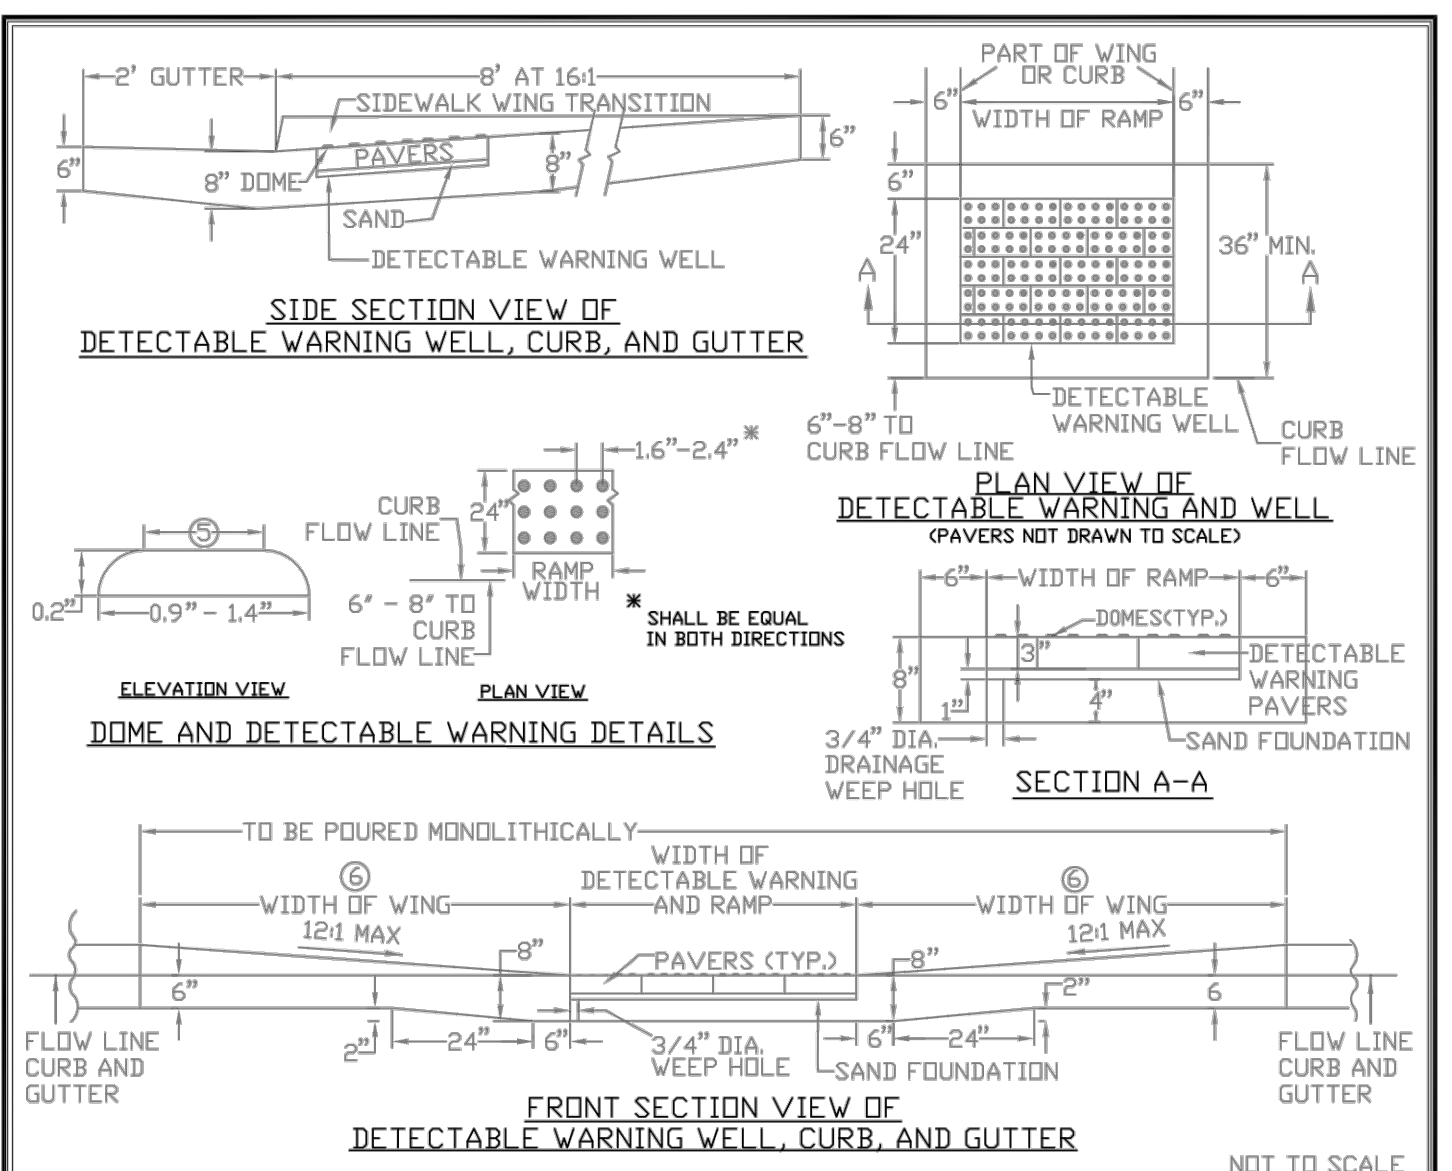 2' GUTTER
8' AT 16:1
SIDEWALK WING TRANSITION
6"
8" DOME
PAVERS
8"
6"
SAND
DETECTABLE WARNING WELL
SIDE SECTION VIEW OF
DETECTABLE WARNING WELL, CURB, AND GUTTER
PART OF WING
OR CURB
6"
6"
WIDTH OF RAMP
6"
24"
36" MIN.
A
A
DETECTABLE
WARNING WELL
6"-8" TO
CURB FLOW LINE
CURB
FLOW LINE
PLAN VIEW OF
DETECTABLE WARNING AND WELL
(PAVERS NOT DRAWN TO SCALE)
5
0.2"
0.9" - 1.4"
ELEVATION VIEW
1.6"-2.4" *
CURB
FLOW LINE
24"
RAMP
WIDTH
6" - 8" TO
CURB
FLOW LINE
*
SHALL BE EQUAL
IN BOTH DIRECTIONS
PLAN VIEW
DOME AND DETECTABLE WARNING DETAILS
6"
WIDTH OF RAMP
6"
DOMES(TYP.)
3"
8"
DETECTABLE
WARNING
PAVERS
1"
4"
3/4" DIA.
DRAINAGE
WEEP HOLE
SAND FOUNDATION
SECTION A-A
TO BE POURED MONOLITHICALLY
6
WIDTH OF WING
WIDTH OF
DETECTABLE WARNING
AND RAMP
6
WIDTH OF WING
12:1 MAX
12:1 MAX
8"
PAVERS (TYP.)
8"
6"
2"
6
FLOW LINE
CURB AND
GUTTER
2"
24"
6"
3/4" DIA.
WEEP HOLE
SAND FOUNDATION
6"
24"
FLOW LINE
CURB AND
GUTTER
FRONT SECTION VIEW OF
DETECTABLE WARNING WELL, CURB, AND GUTTER
NOT TO SCALE